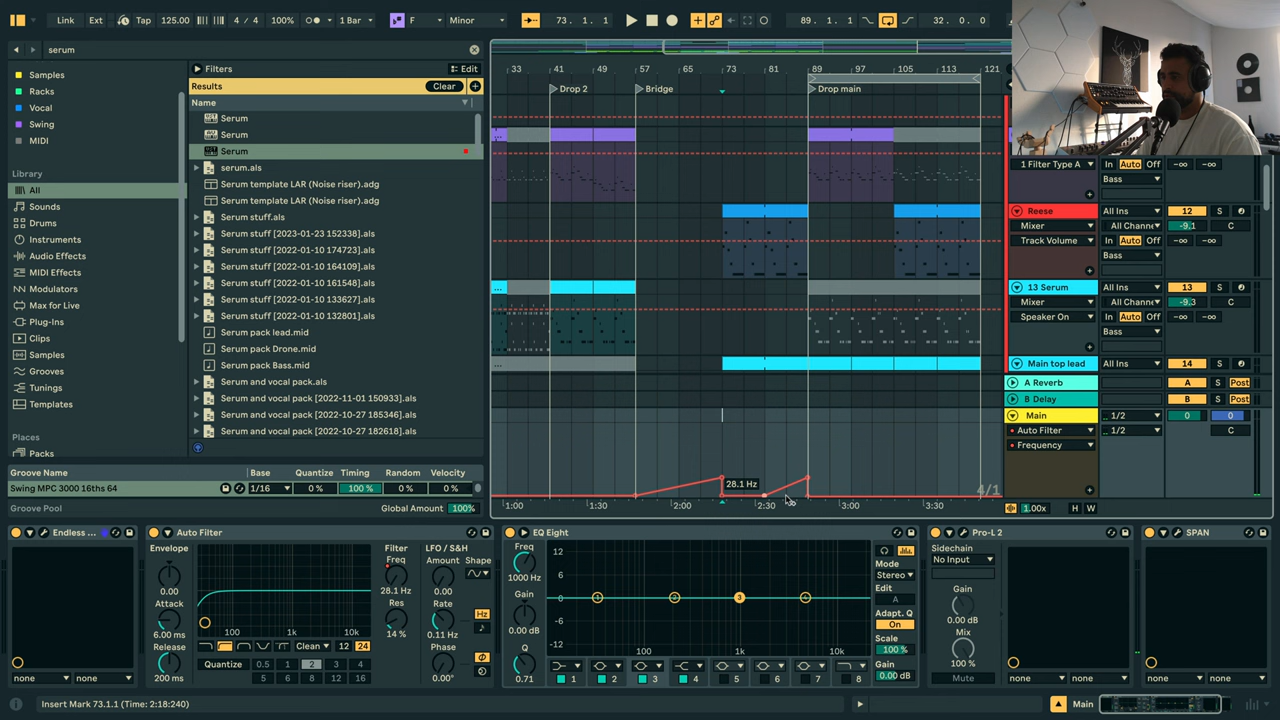 Link Ext Tap 125.00 4 / 4 100% 1 Bar F Minor 73. 1. 1 89. 1. 1 32. 0. 0
serum
Samples
Racks
Vocal
Swing
MIDI
Library
All
Sounds
Drums
Instruments
Audio Effects
MIDI Effects
Modulators
Max for Live
Plug-Ins
Clips
Samples
Grooves
Tunings
Templates
Places
Packs
Filters Edit
Results Clear
Name
Serum
Serum
Serum
serum.als
Serum template LAR (Noise riser).adg
Serum template LAR (Noise riser).adg
Serum stuff.als
Serum stuff [2023-01-23 152338].als
Serum stuff [2022-01-10 174723].als
Serum stuff [2022-01-10 164109].als
Serum stuff [2022-01-10 161548].als
Serum stuff [2022-01-10 133627].als
Serum stuff [2022-01-10 132801].als
Serum pack lead.mid
Serum pack Drone.mid
Serum pack Bass.mid
Serum and vocal pack.als
Serum and vocal pack [2022-11-01 150933].als
Serum and vocal pack [2022-10-27 185346].als
Serum and vocal pack [2022-10-27 182618].als
Groove Name Base Quantize Timing Random Velocity
Swing MPC 3000 16ths 64 1/16 0 % 100 % 0 % 0 %
Groove Pool Global Amount 100%
33 41 49 57 65 73 81 89 97 105 113 121
Drop 2 Bridge Drop main
28.1 Hz
4/1
1:00 1:30 2:00 2:30 3:00 3:30
1 Filter Type A In Auto Off -∞ -∞
Bass
Reese All Ins 12 S
Mixer All Channe -9.1 C
Track Volume In Auto Off -∞ -∞
Bass
13 Serum All Ins 13 S
Mixer All Channe -9.3 C
Speaker On In Auto Off -∞ -∞
Bass
Main top lead All Ins 14 S
A Reverb A S Post
B Delay B S Post
Main 1/2 0 0
Auto Filter 1/2 C
Frequency
1.00x H W
Endless ...
none none
Auto Filter
Envelope
0.00
Attack
6.00 ms
Release
200 ms
100 1k 10k
Clean 12 24
Quantize 0.5 1 2 3 4
5 6 8 12 16
Filter
Freq
28.1 Hz
Res
14 %
LFO / S&H
Amount Shape
0.00
Rate Hz
0.11 Hz
Phase
0.00°
EQ Eight
Freq
1000 Hz
Gain
0.00 dB
Q
0.71
12
6
0
-6
-12
1 2 3 4
100 1k 10k
1 2 3 4 5 6 7 8
Mode
Stereo
Edit
A
Adapt. Q
On
Scale
100 %
Gain
0.00 dB
Pro-L 2
Sidechain
No Input
Gain
0.00 dB
Mix
100 %
Mute
none none
SPAN
none none
Insert Mark 73.1.1 (Time: 2:18:240)
Main